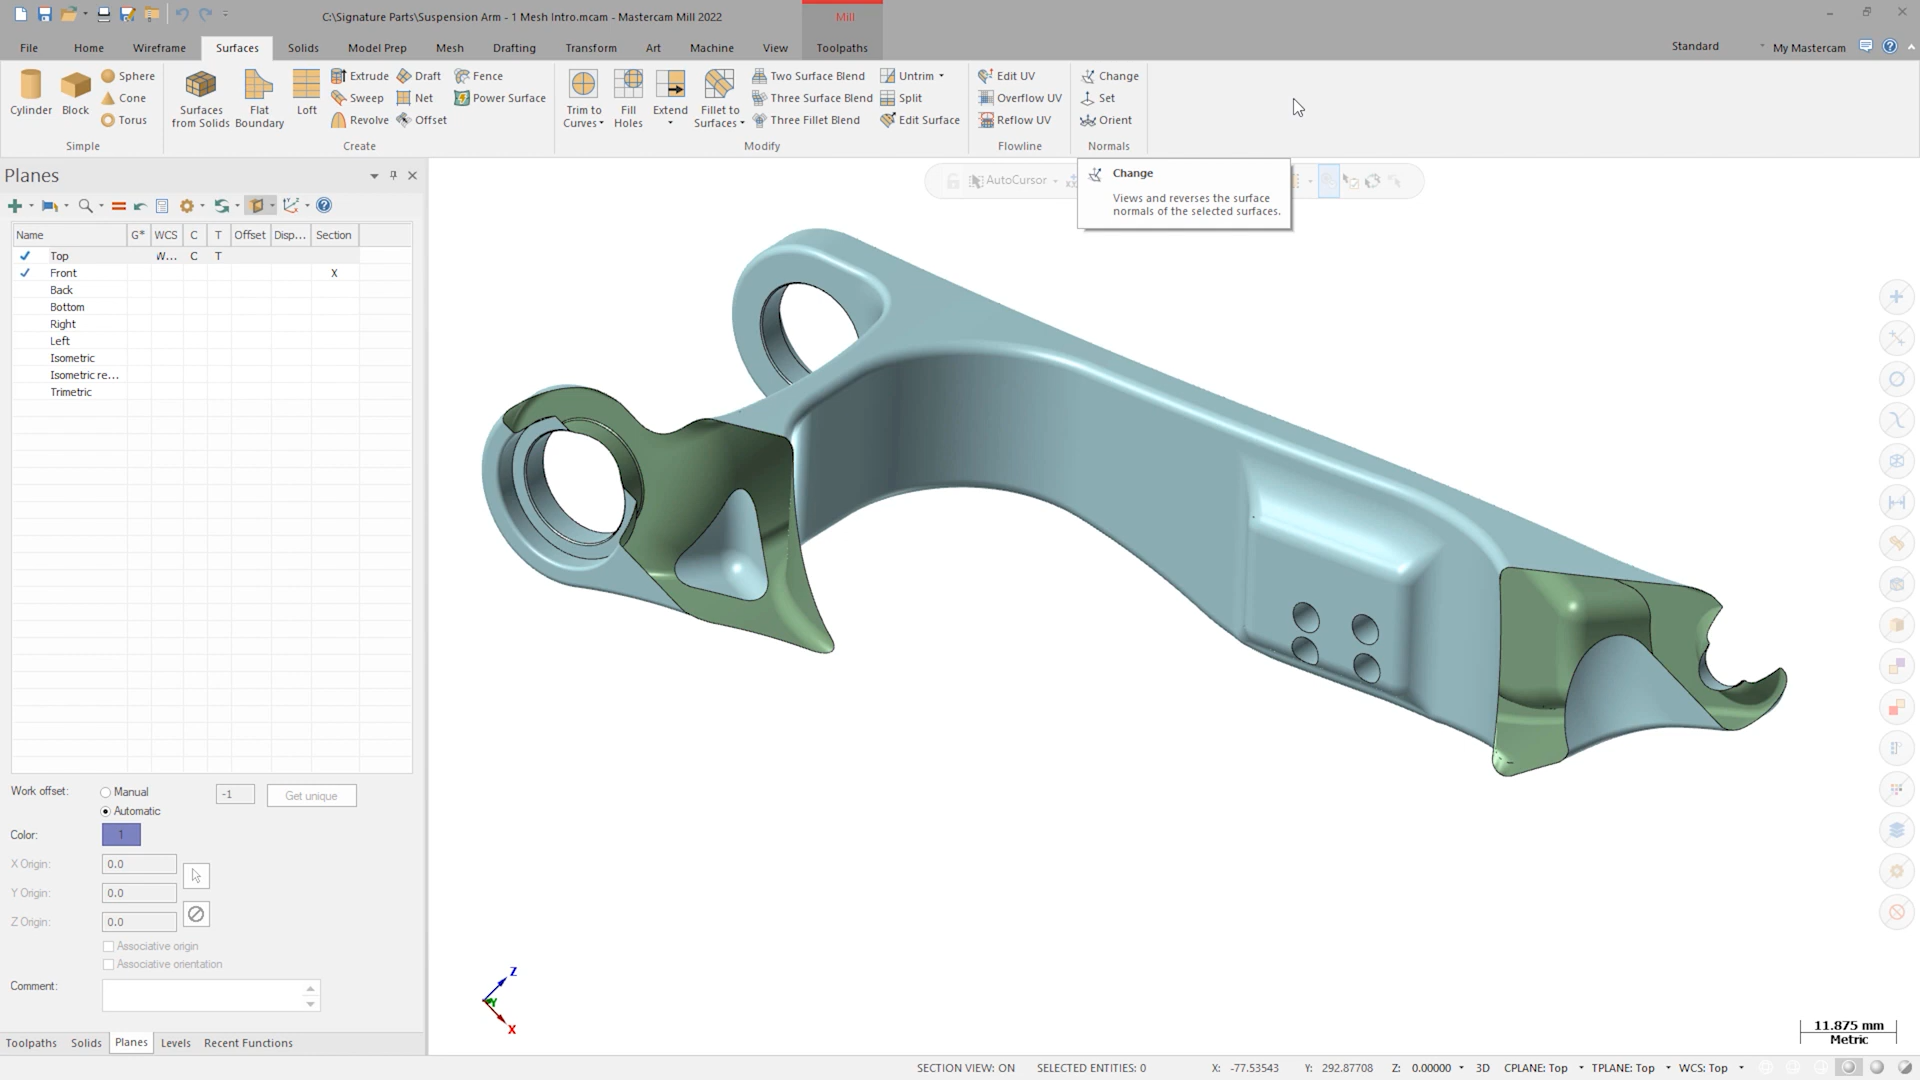 C:\Signature Parts\Suspension Arm - 1 Mesh Intro.mcam - Mastercam Mill 2022
Mill
File Home Wireframe Surfaces Solids Model Prep Mesh Drafting Transform Art Machine View Toolpaths
Standard My Mastercam
Cylinder Block Sphere Cone Torus
Simple
Surfaces from Solids Flat Boundary Loft Extrude Sweep Revolve Draft Net Offset Fence Power Surface
Create
Trim to Curves Fill Holes Extend Fillet to Surfaces Two Surface Blend Three Surface Blend Three Fillet Blend Untrim Split Edit Surface
Modify
Edit UV Overflow UV Reflow UV
Flowline
Change Set Orient
Normals
Planes
AutoCursor
Change
Views and reverses the surface
normals of the selected surfaces.
Name G* WCS C T Offset Disp... Section
Top W... C T
Front X
Back
Bottom
Right
Left
Isometric
Isometric re...
Trimetric
Work offset: Manual -1 Get unique
Automatic
Color: 1
X Origin: 0.0
Y Origin: 0.0
Z Origin: 0.0
Associative origin
Associative orientation
Comment:
Z
Y
X
11.875 mm
Metric
Toolpaths Solids Planes Levels Recent Functions
SECTION VIEW: ON SELECTED ENTITIES: 0 X: -77.53543 Y: 292.87708 Z: 0.00000 3D CPLANE: Top TPLANE: Top WCS: Top